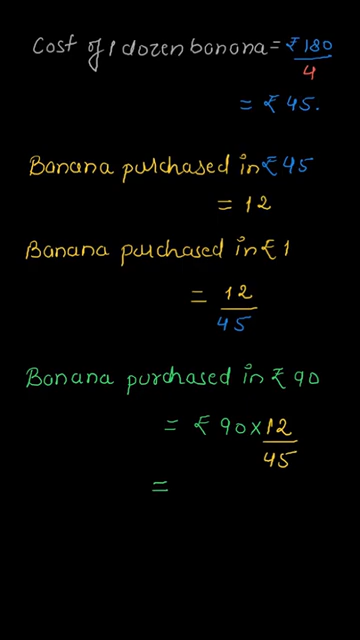 Cost of 1 dozen banana = ₹180/4
= ₹45.
Banana purchased in ₹45
= 12
Banana purchased in ₹1
= 12/45
Banana purchased in ₹90
= ₹90 × 12/45
=